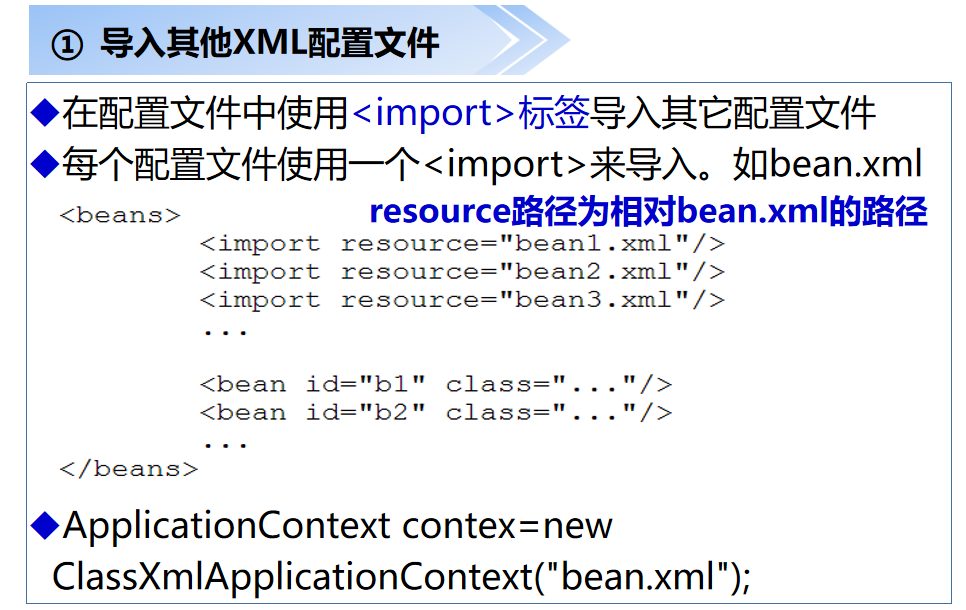 ① 导入其他XML配置文件
◆在配置文件中使用<import>标签导入其它配置文件
◆每个配置文件使用一个<import>来导入。如bean.xml
<beans>
resource路径为相对bean.xml的路径
<import resource="bean1.xml"/>
<import resource="bean2.xml"/>
<import resource="bean3.xml"/>
...
<bean id="b1" class="..."/>
<bean id="b2" class="..."/>
...
</beans>
◆ApplicationContext contex=new
ClassXmlApplicationContext("bean.xml");